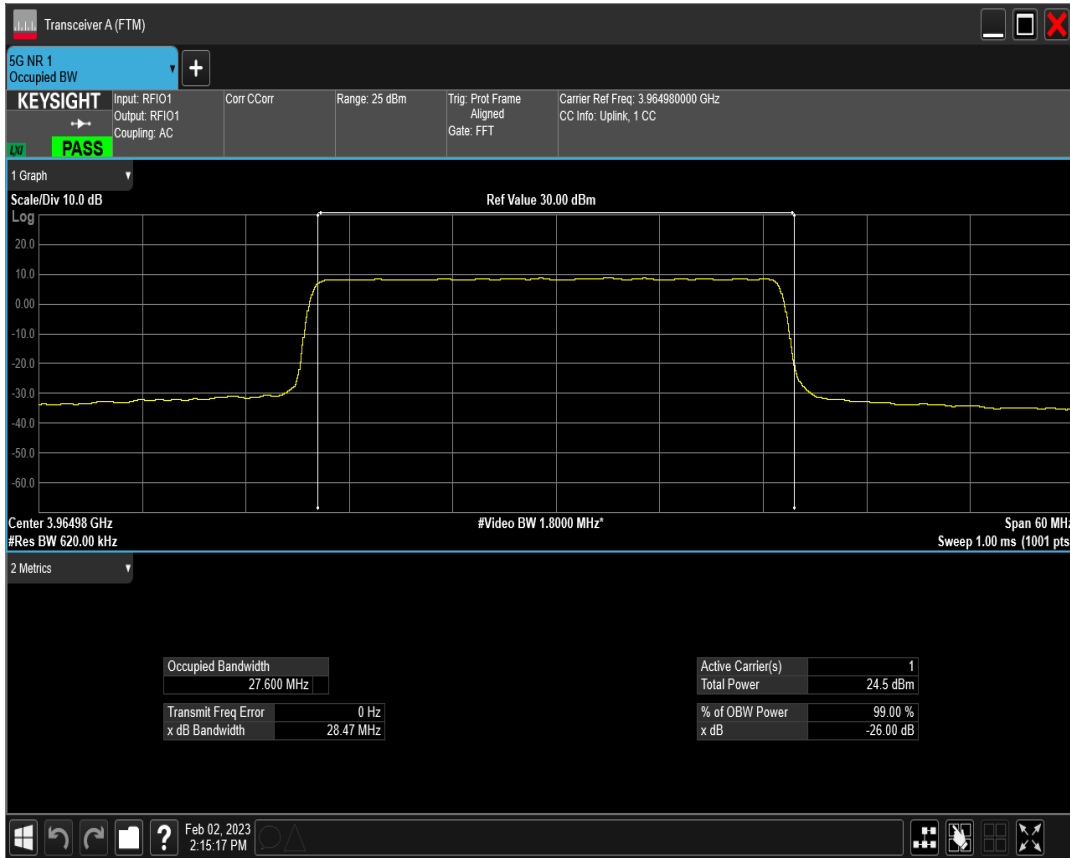 Transceiver A (FTM)
5G NR 1
Occupied BW
+
KEYSIGHT
LXI
PASS
Input: RFIO1
Output: RFIO1
Coupling: AC
Corr CCorr
Range: 25 dBm
Trig: Prot Frame
Aligned
Gate: FFT
Carrier Ref Freq: 3.964980000 GHz
CC Info: Uplink, 1 CC
1 Graph
Scale/Div 10.0 dB
Ref Value 30.00 dBm
Log
20.0
10.0
0.00
-10.0
-20.0
-30.0
-40.0
-50.0
-60.0
Center 3.96498 GHz
#Video BW 1.8000 MHz*
Span 60 MHz
#Res BW 620.00 kHz
Sweep 1.00 ms (1001 pts
2 Metrics
Occupied Bandwidth
27.600 MHz
Transmit Freq Error 0 Hz
x dB Bandwidth 28.47 MHz
Active Carrier(s) 1
Total Power 24.5 dBm
% of OBW Power 99.00 %
x dB -26.00 dB
?
Feb 02, 2023
2:15:17 PM